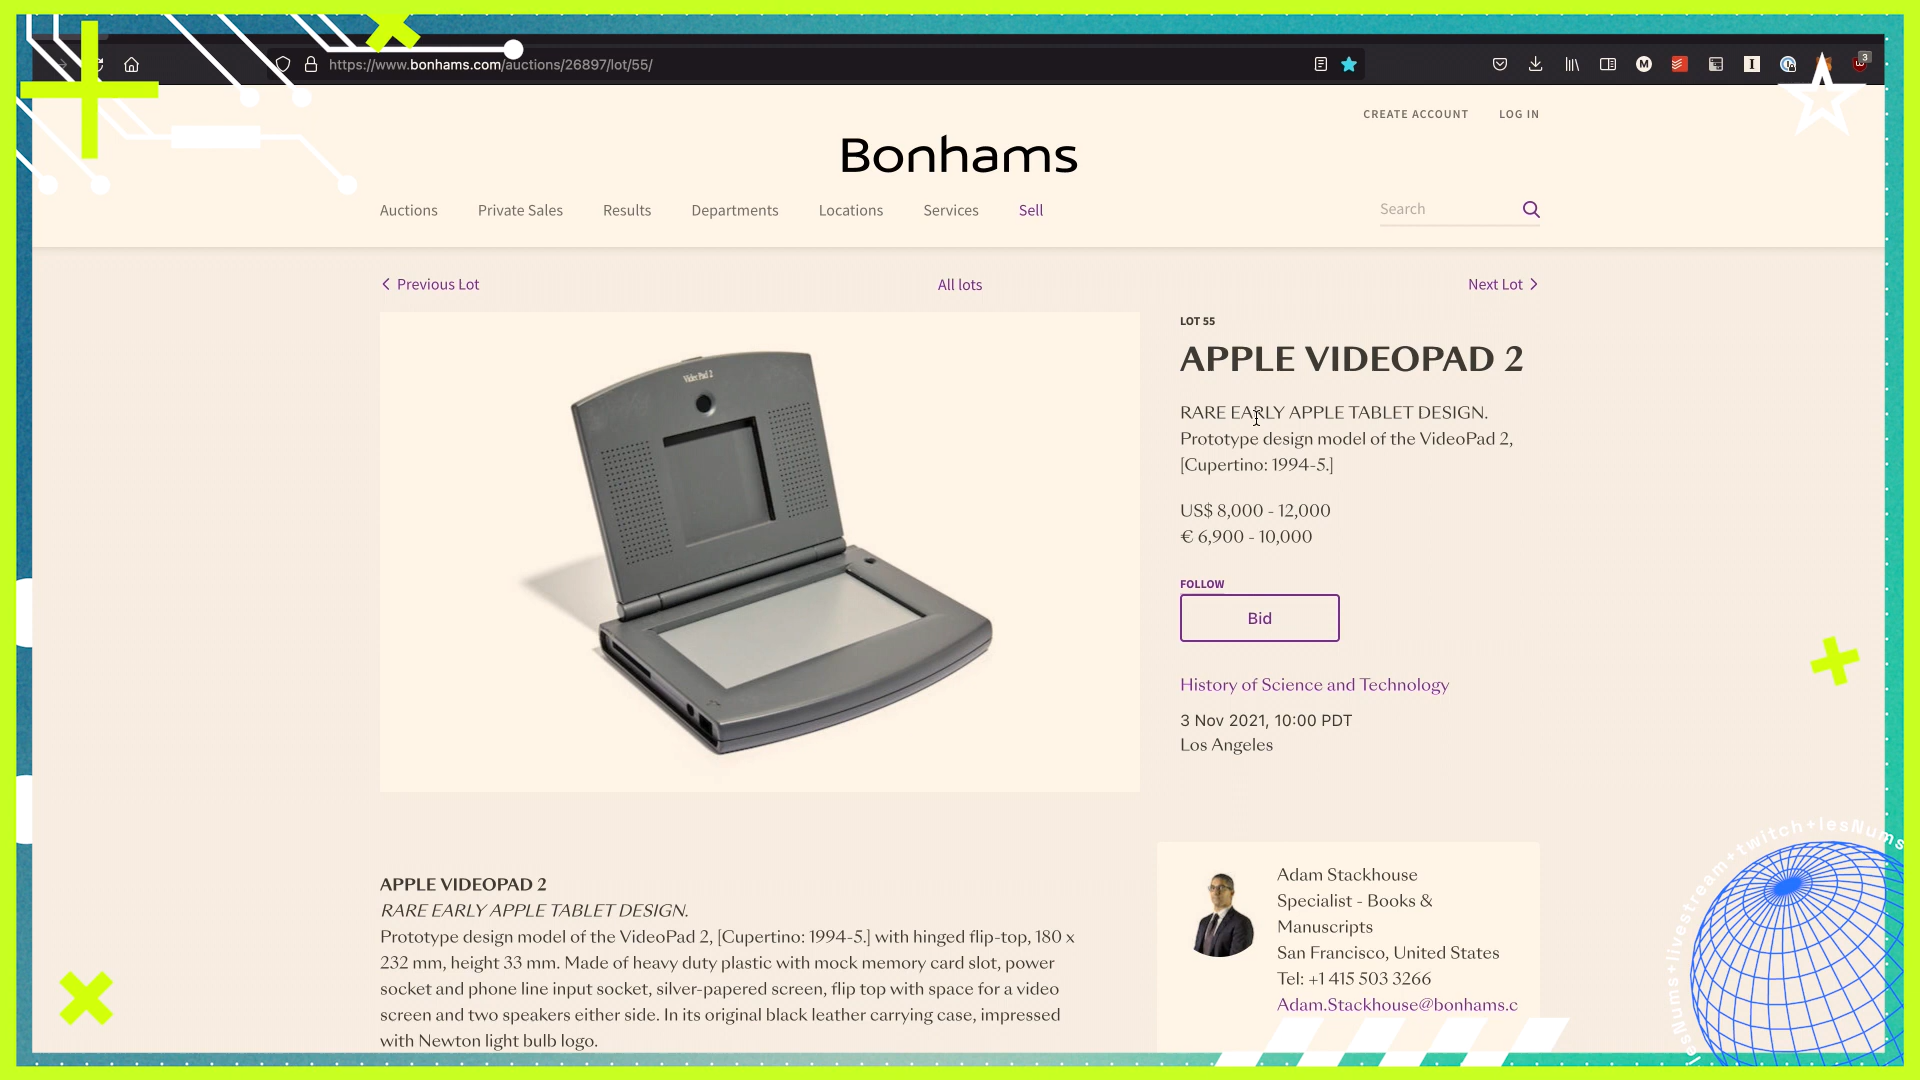 https://www.bonhams.com/auctions/26897/lot/55/
3
CREATE ACCOUNT
LOG IN
Bonhams
Auctions
Private Sales
Results
Departments
Locations
Services
Sell
Search
Previous Lot
All lots
Next Lot
VideoPad 2
LOT 55
APPLE VIDEOPAD 2
RARE EARLY APPLE TABLET DESIGN.
Prototype design model of the VideoPad 2,
[Cupertino: 1994-5.]
US$ 8,000 - 12,000
€ 6,900 - 10,000
FOLLOW
Bid
History of Science and Technology
3 Nov 2021, 10:00 PDT
Los Angeles
APPLE VIDEOPAD 2
RARE EARLY APPLE TABLET DESIGN.
Prototype design model of the VideoPad 2, [Cupertino: 1994-5.] with hinged flip-top, 180 x
232 mm, height 33 mm. Made of heavy duty plastic with mock memory card slot, power
socket and phone line input socket, silver-papered screen, flip top with space for a video
screen and two speakers either side. In its original black leather carrying case, impressed
with Newton light bulb logo.
Adam Stackhouse
Specialist - Books &
Manuscripts
San Francisco, United States
Tel: +1 415 503 3266
Adam.Stackhouse@bonhams.c
lesNums+livestream+twitch+lesNums